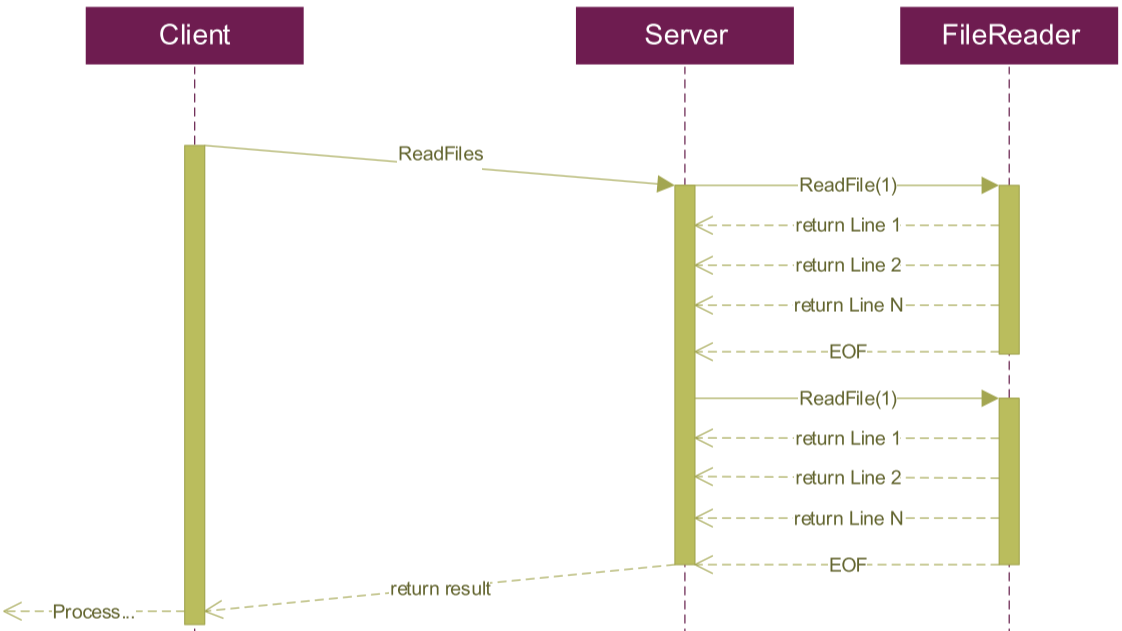 Client
Server
FileReader
ReadFiles
ReadFile(1)
return Line 1
return Line 2
return Line N
EOF
ReadFile(1)
return Line 1
return Line 2
return Line N
EOF
return result
Process...